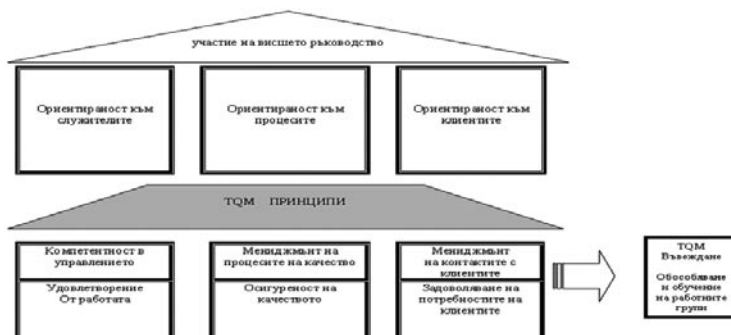 участие на висшето ръководство
Ориентираност към
служителите
Ориентираност към
процесите
Ориентираност към
клиентите
TQM ПРИНЦИПИ
Компетентност в
управлението
Мениджмънт на
процесите на качество
Мениджмънт
на контактите с
клиентите
Удовлетворение
От работата
Осигуреност на
качеството
Задоволяване на
потребностите на
клиентите
TQM
Въвеждане
Обособяване
и обучение
на работните
групи